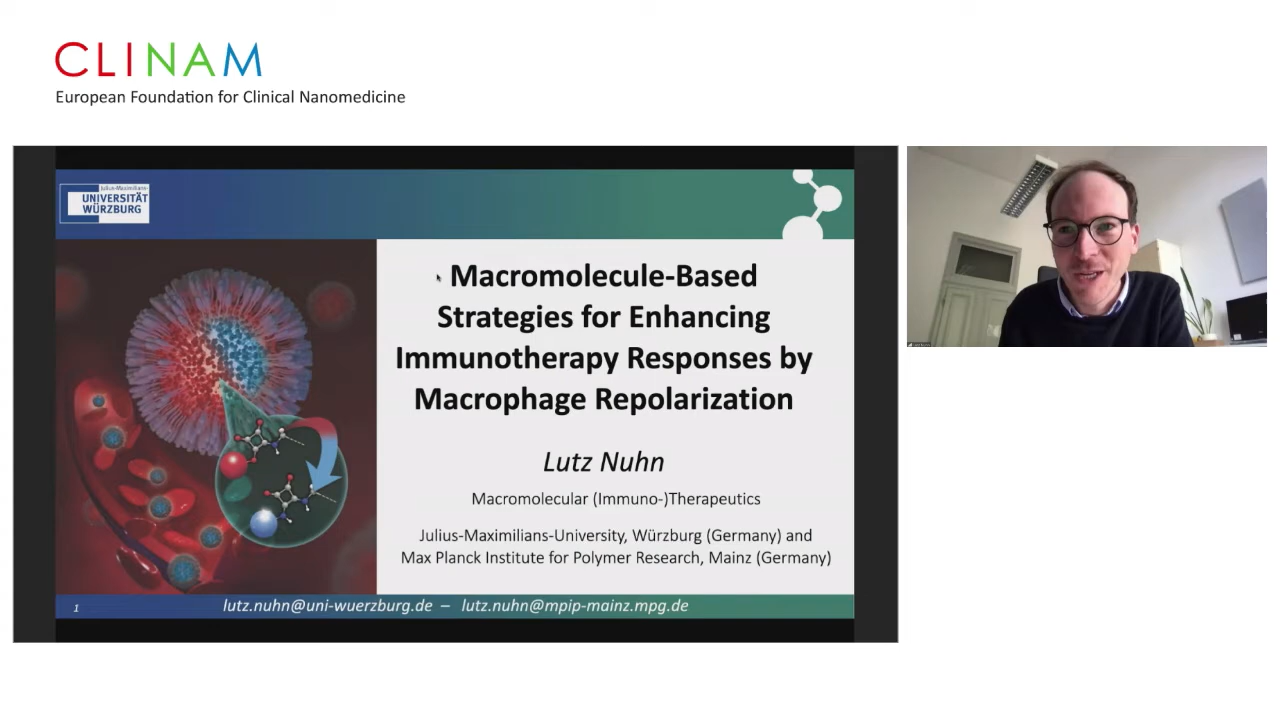 CLINAM
European Foundation for Clinical Nanomedicine
Julius-Maximilians-
UNIVERSITÄT
WÜRZBURG
Macromolecule-Based
Strategies for Enhancing
Immunotherapy Responses by
Macrophage Repolarization
Lutz Nuhn
Macromolecular (Immuno-)Therapeutics
Julius-Maximilians-University, Würzburg (Germany) and
Max Planck Institute for Polymer Research, Mainz (Germany)
1
lutz.nuhn@uni-wuerzburg.de – lutz.nuhn@mpip-mainz.mpg.de